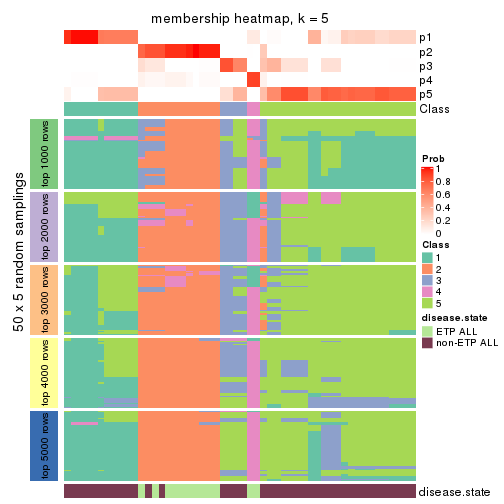 membership heatmap, k = 5
p1
p2
p3
p4
p5
Class
50 x 5 random samplings
top 1000 rows
top 2000 rows
top 3000 rows
top 4000 rows
top 5000 rows
disease.state
Prob
1
0.8
0.6
0.4
0.2
0
Class
1
2
3
4
5
disease.state
ETP ALL
non-ETP ALL